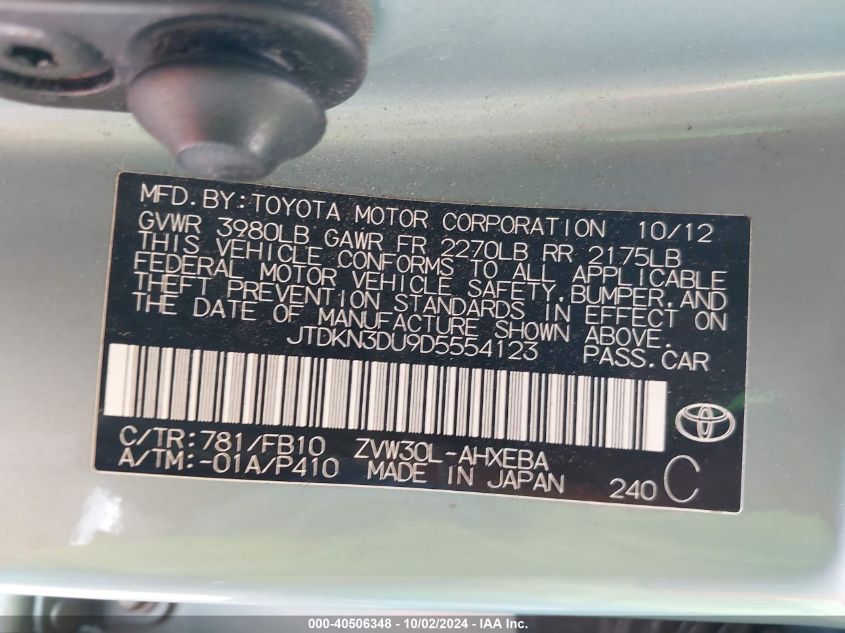 MFD.BY:TOYOTA MOTOR CORPORATION 10/12
GVWR 3980LB GAWR FR 2270LB RR 2175LB
THIS VEHICLE CONFORMS TO ALL APPLICABLE
FEDERAL MOTOR VEHICLE SAFETY,BUMPER,AND
THEFT PREVENTION STANDARDS IN EFFECT ON
THE DATE OF MANUFACTURE SHOWN ABOVE.
JTDKN3DU9D5554123 PASS.CAR
C/TR:781/FB10 ZVW30L-AHXEBA
A/TM:-01A/P410 MADE IN JAPAN 240 C
000-40506348 - 10/02/2024 - IAA Inc.